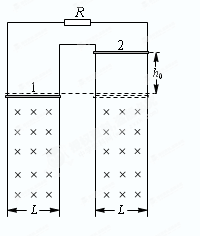 R
2
h₀
1
× × × × × ×
× × × × × ×
× × × × × ×
× × × × × ×
× × × × × ×
L L